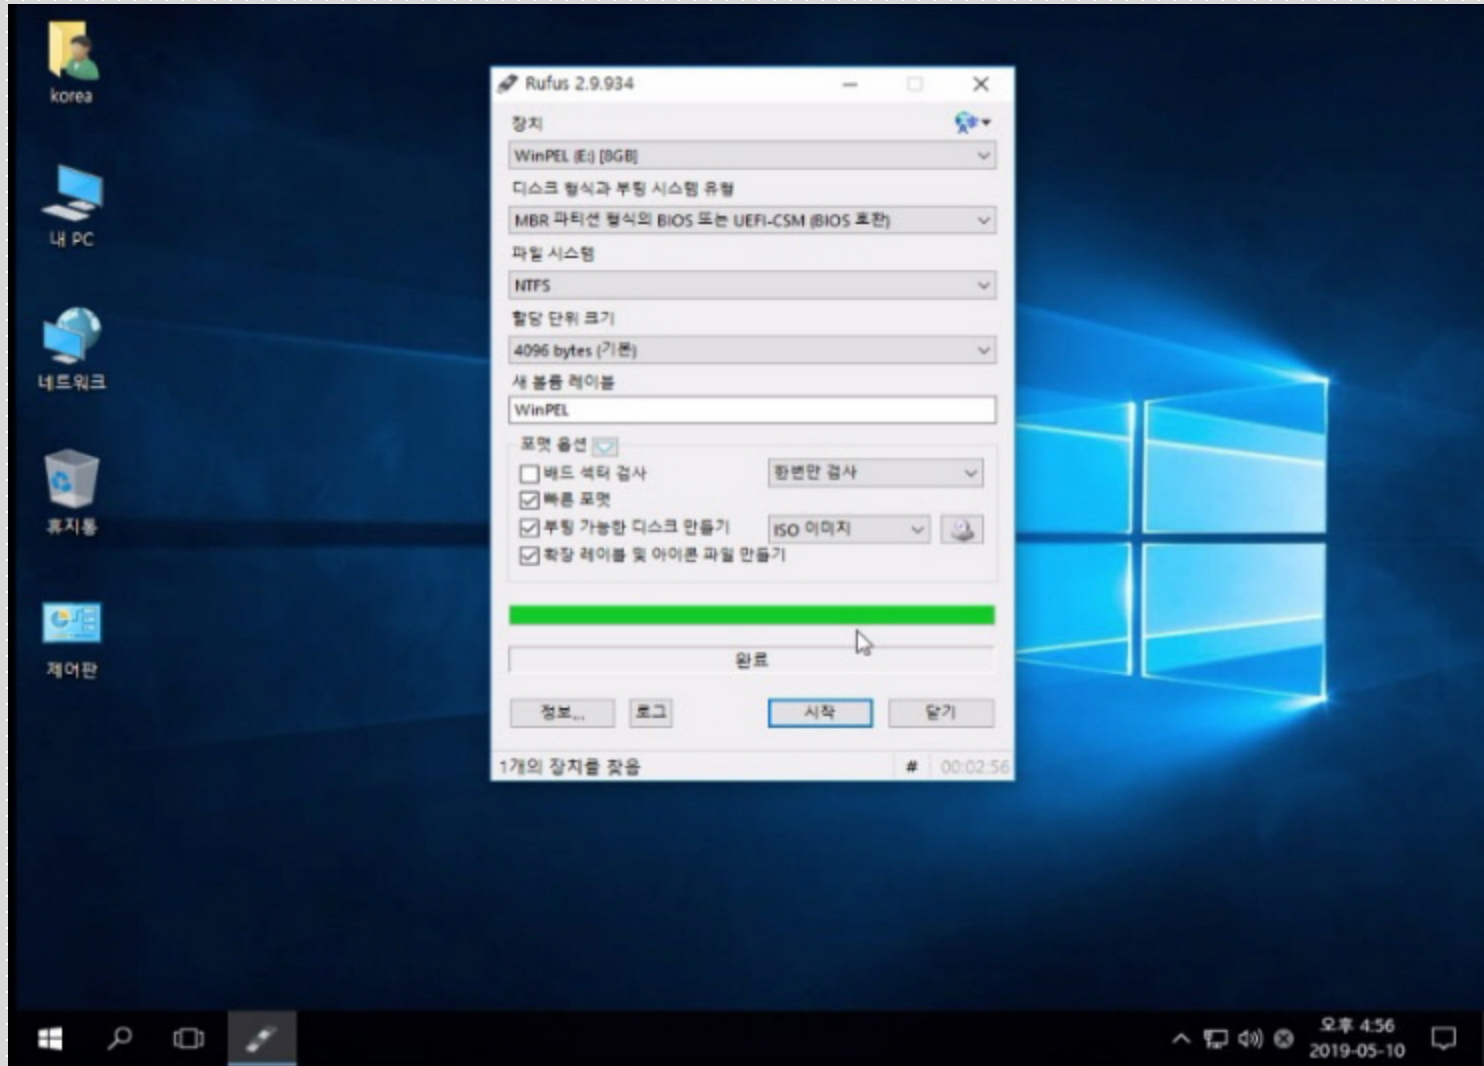 korea
내 PC
네트워크
휴지통
제어판
Rufus 2.9.934
장치
WinPEL (E:) [8GB]
디스크 형식과 부팅 시스템 유형
MBR 파티션 형식의 BIOS 또는 UEFI-CSM (BIOS 호환)
파일 시스템
NTFS
할당 단위 크기
4096 bytes (기본)
새 볼륨 레이블
WinPEL
포맷 옵션
배드 섹터 검사
한번만 검사
빠른 포맷
부팅 가능한 디스크 만들기
ISO 이미지
확장 레이블 및 아이콘 파일 만들기
완료
정보...
로그
시작
닫기
1개의 장치를 찾음
# 00:02:56
오후 4:56
2019-05-10